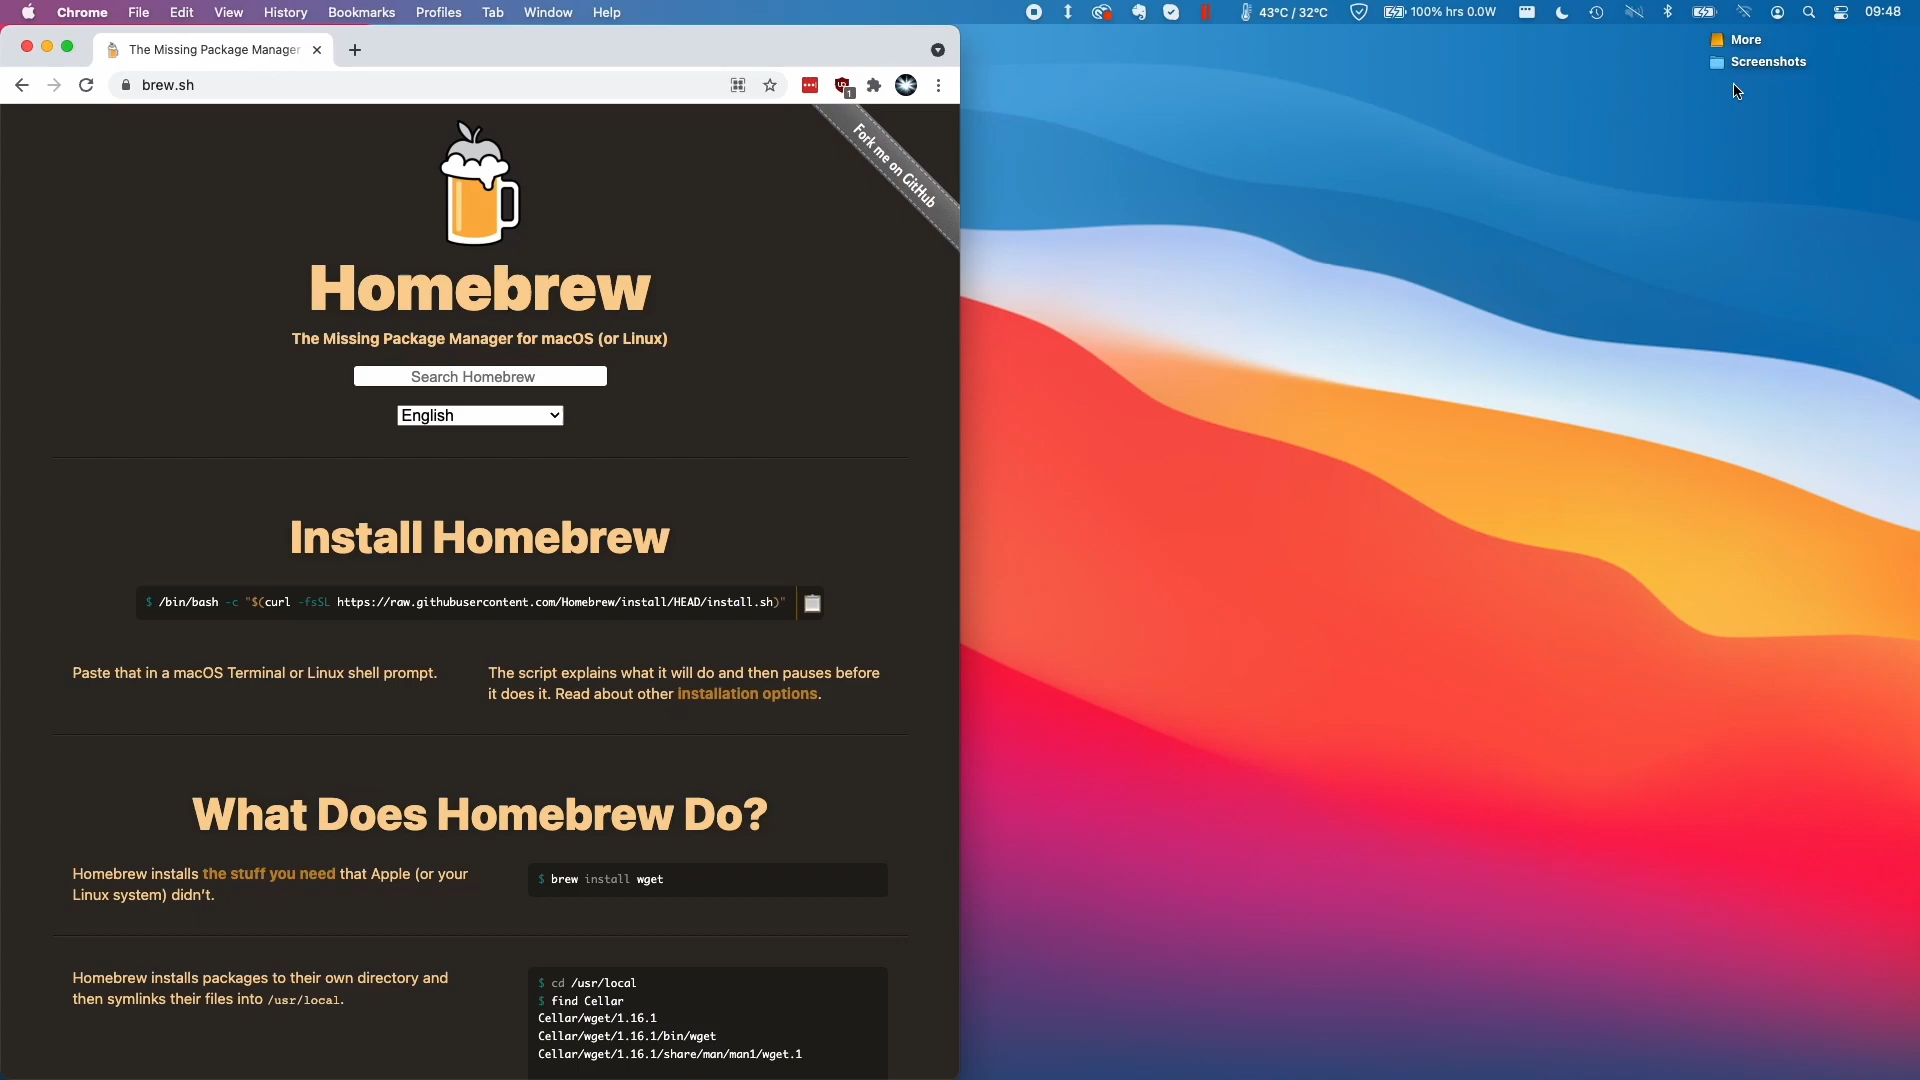 Chrome File Edit View History Bookmarks Profiles Tab Window Help
43°C / 32°C 100% hrs 0.0W 09:48
More
Screenshots
The Missing Package Manager
brew.sh
1
Fork me on GitHub
Homebrew
The Missing Package Manager for macOS (or Linux)
Search Homebrew
English
Install Homebrew
$ /bin/bash -c "$(curl -fsSL https://raw.githubusercontent.com/Homebrew/install/HEAD/install.sh)"
Paste that in a macOS Terminal or Linux shell prompt.
The script explains what it will do and then pauses before
it does it. Read about other installation options.
What Does Homebrew Do?
Homebrew installs the stuff you need that Apple (or your
Linux system) didn't.
$ brew install wget
Homebrew installs packages to their own directory and
then symlinks their files into /usr/local.
$ cd /usr/local
$ find Cellar
Cellar/wget/1.16.1
Cellar/wget/1.16.1/bin/wget
Cellar/wget/1.16.1/share/man/man1/wget.1